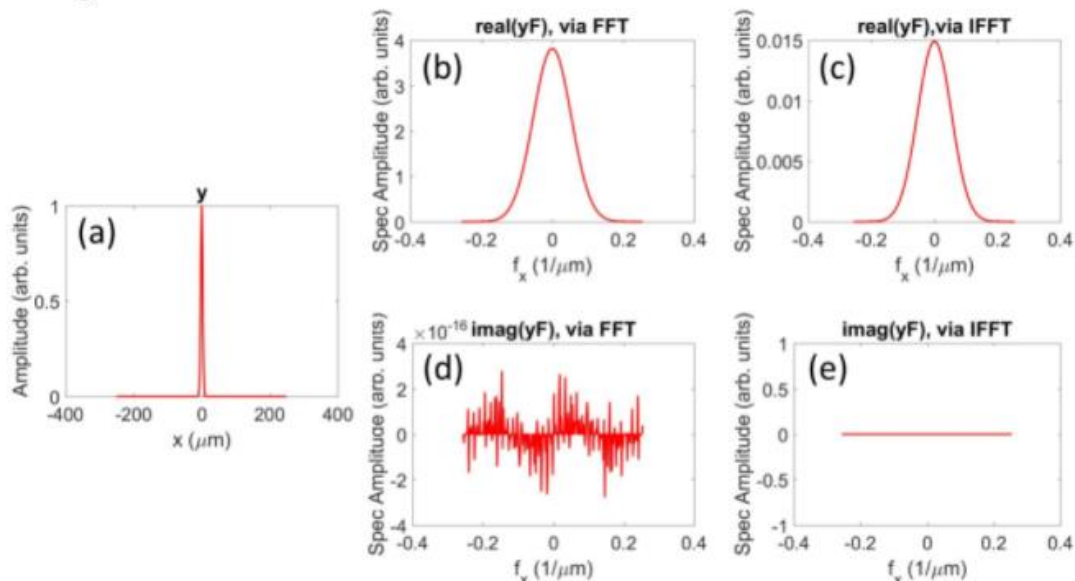 y
(a)
Amplitude (arb. units)
1
0.5
0
-400
-200
0
200
400
x (μm)
real(yF), via FFT
(b)
Spec Amplitude (arb. units)
4
3
2
1
0
-0.4
-0.2
0
0.2
0.4
f_x (1/μm)
real(yF),via IFFT
(c)
Spec Amplitude (arb. units)
0.015
0.01
0.005
0
-0.4
-0.2
0
0.2
0.4
f_x (1/μm)
×10^-16
imag(yF), via FFT
(d)
Spec Amplitude (arb. units)
4
2
0
-2
-4
-0.4
-0.2
0
0.2
0.4
f_x (1/μm)
imag(yF), via IFFT
(e)
Spec Amplitude (arb. units)
1
0.5
0
-0.5
-1
-0.4
-0.2
0
0.2
0.4
f_x (1/μm)